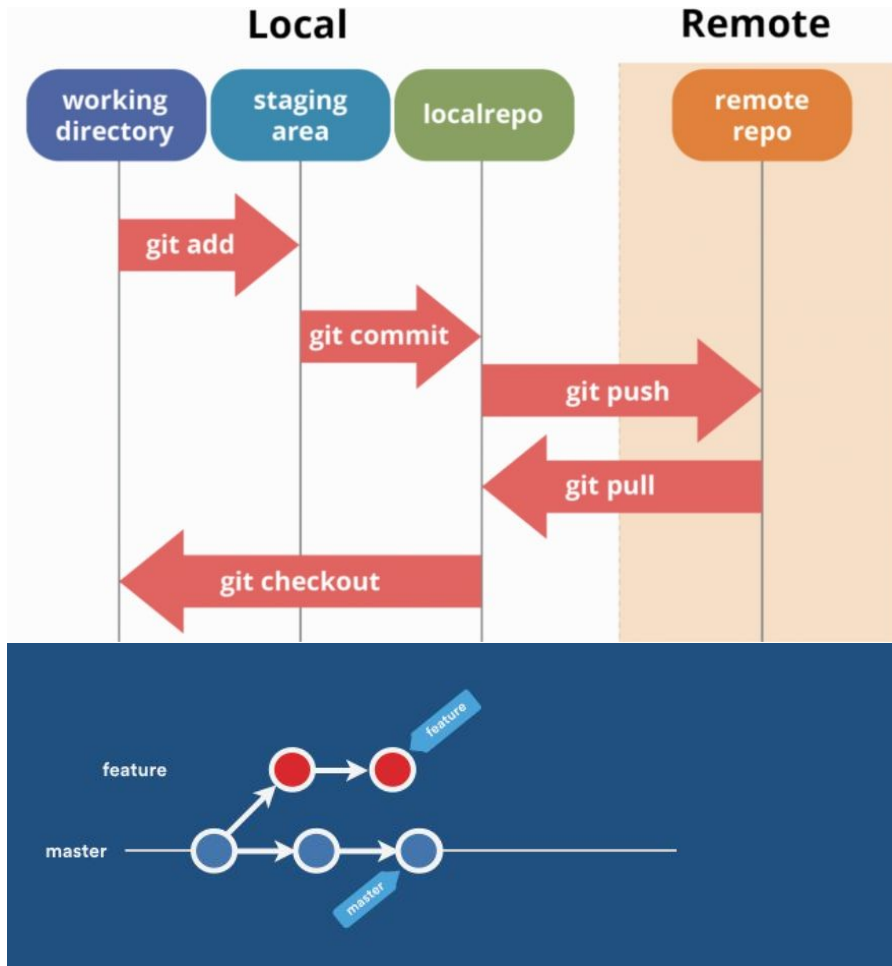 Local
Remote
working
directory
staging
area
localrepo
remote
repo
git add
git commit
git push
git pull
git checkout
feature
feature
master
master